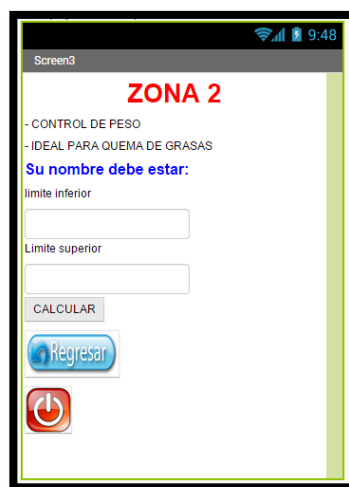 9:48
Screen3
ZONA 2
- CONTROL DE PESO
- IDEAL PARA QUEMA DE GRASAS
Su nombre debe estar:
limite inferior
Limite superior
CALCULAR
Regresar